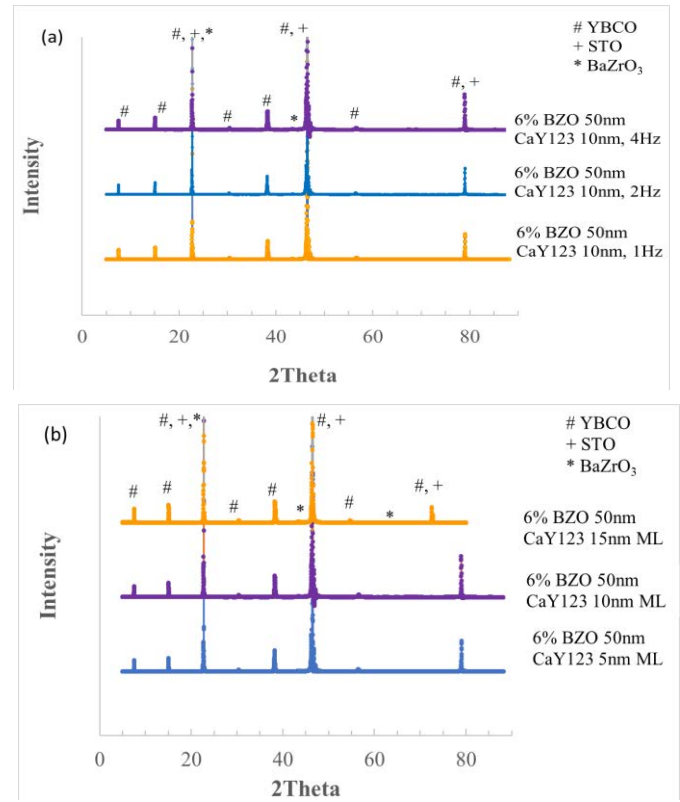 (a)
#, +,*
#, +
# YBCO
+ STO
* BaZrO3
#, +
# # # # * #
6% BZO 50nm
CaY123 10nm, 4Hz
6% BZO 50nm
CaY123 10nm, 2Hz
6% BZO 50nm
CaY123 10nm, 1Hz
Intensity
0 20 40 60 80
2Theta
(b)
#, +,*
#, +
# YBCO
+ STO
* BaZrO3
# # # # * # * #, +
6% BZO 50nm
CaY123 15nm ML
6% BZO 50nm
CaY123 10nm ML
6% BZO 50nm
CaY123 5nm ML
Intensity
0 20 40 60 80
2Theta